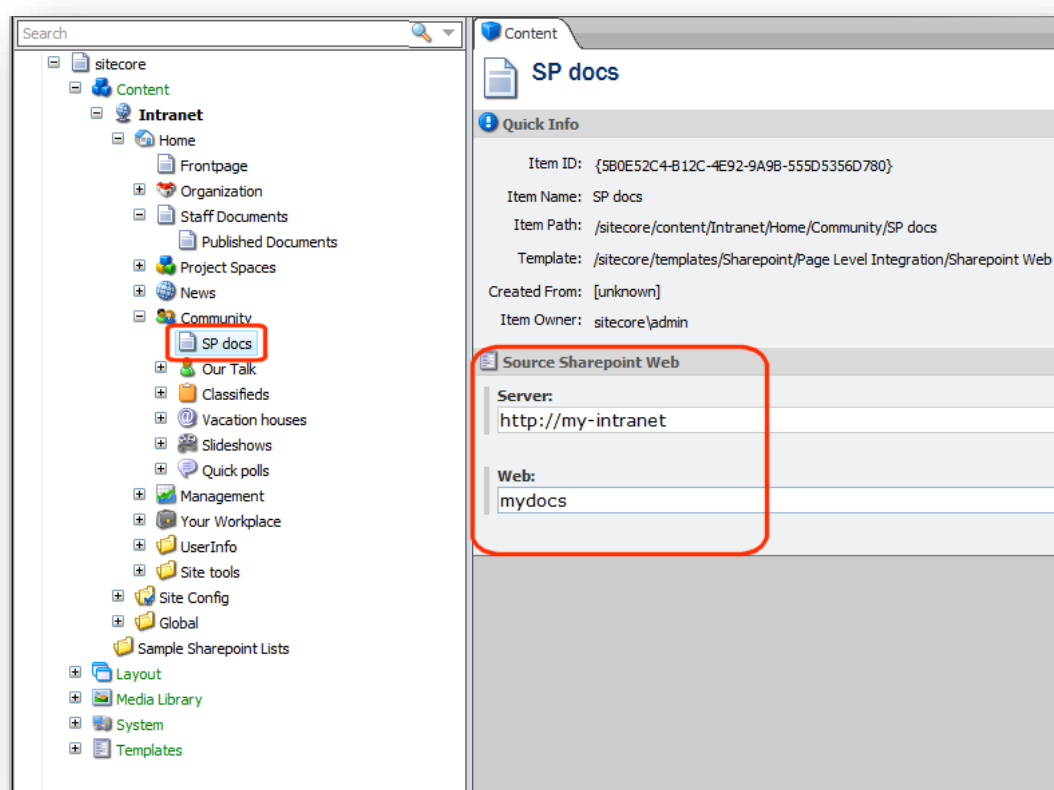 Search
sitecore
Content
Intranet
Home
Frontpage
Organization
Staff Documents
Published Documents
Project Spaces
News
Community
SP docs
Our Talk
Classifieds
Vacation houses
Slideshows
Quick polls
Management
Your Workplace
UserInfo
Site tools
Site Config
Global
Sample Sharepoint Lists
Layout
Media Library
System
Templates
Content
SP docs
Quick Info
Item ID: {5B0E52C4-B12C-4E92-9A9B-555D5356D780}
Item Name: SP docs
Item Path: /sitecore/content/Intranet/Home/Community/SP docs
Template: /sitecore/templates/Sharepoint/Page Level Integration/Sharepoint Web
Created From: [unknown]
Item Owner: sitecore\admin
Source Sharepoint Web
Server:
http://my-intranet
Web:
mydocs